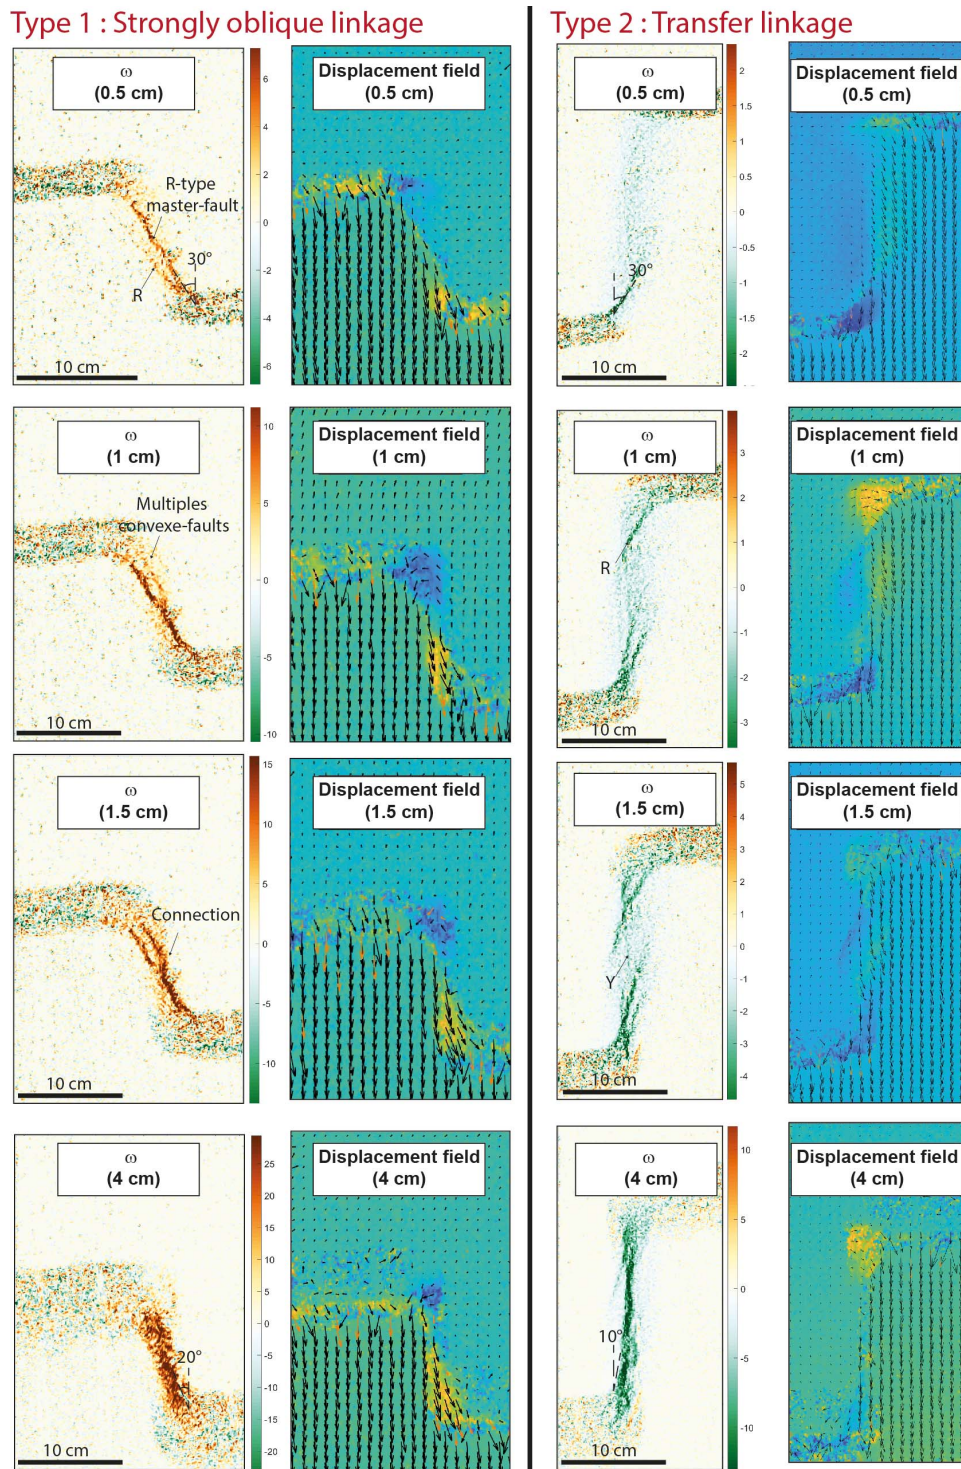 Type 1 : Strongly oblique linkage
Type 2 : Transfer linkage
ω
(0.5 cm)
R-type
master-fault
30°
R
10 cm
6
4
2
0
-2
-4
-6
Displacement field
(0.5 cm)
ω
(0.5 cm)
30°
10 cm
2
1.5
1
0.5
0
-0.5
-1
-1.5
-2
Displacement field
(0.5 cm)
ω
(1 cm)
Multiples
convexe-faults
10 cm
10
5
0
-5
-10
Displacement field
(1 cm)
ω
(1 cm)
R
10 cm
3
2
1
0
-1
-2
-3
Displacement field
(1 cm)
ω
(1.5 cm)
Connection
10 cm
15
10
5
0
-5
-10
Displacement field
(1.5 cm)
ω
(1.5 cm)
Y
10 cm
5
4
3
2
1
0
-1
-2
-3
-4
Displacement field
(1.5 cm)
ω
(4 cm)
20°
10 cm
25
20
15
10
5
0
-5
-10
-15
-20
Displacement field
(4 cm)
ω
(4 cm)
10°
10 cm
10
5
0
-5
-10
Displacement field
(4 cm)